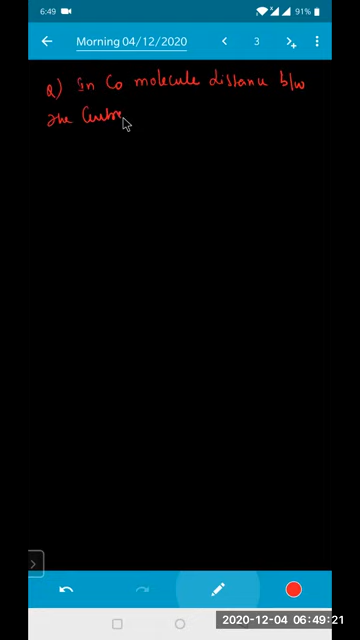 6:49
91%
Morning 04/12/2020
3
Q) In Co molecule distance b/w
the Centre
2020-12-04 06:49:21